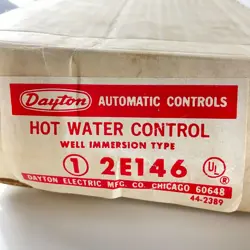 Dayton AUTOMATIC CONTROLS
HOT WATER CONTROL
WELL IMMERSION TYPE
1 2E146 UL
DAYTON ELECTRIC MFG. CO. CHICAGO 60648
44-2389